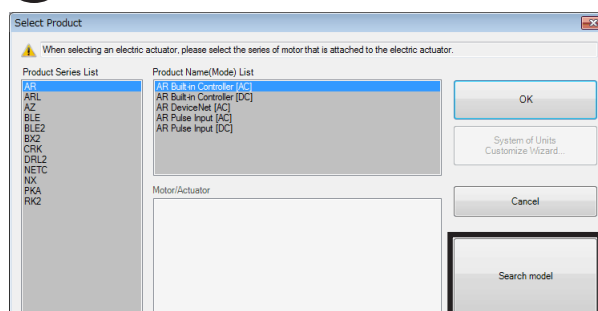 Select Product
When selecting an electric actuator, please select the series of motor that is attached to the electric actuator.
Product Series List
AR
ARL
AZ
BLE
BLE2
BX2
CRK
DRL2
NETC
NX
PKA
RK2
Product Name(Mode) List
AR Built-in Controller [AC]
AR Built-in Controller [DC]
AR DeviceNet [AC]
AR Pulse Input [AC]
AR Pulse Input [DC]
Motor/Actuator
OK
System of Units
Customize Wizard...
Cancel
Search model